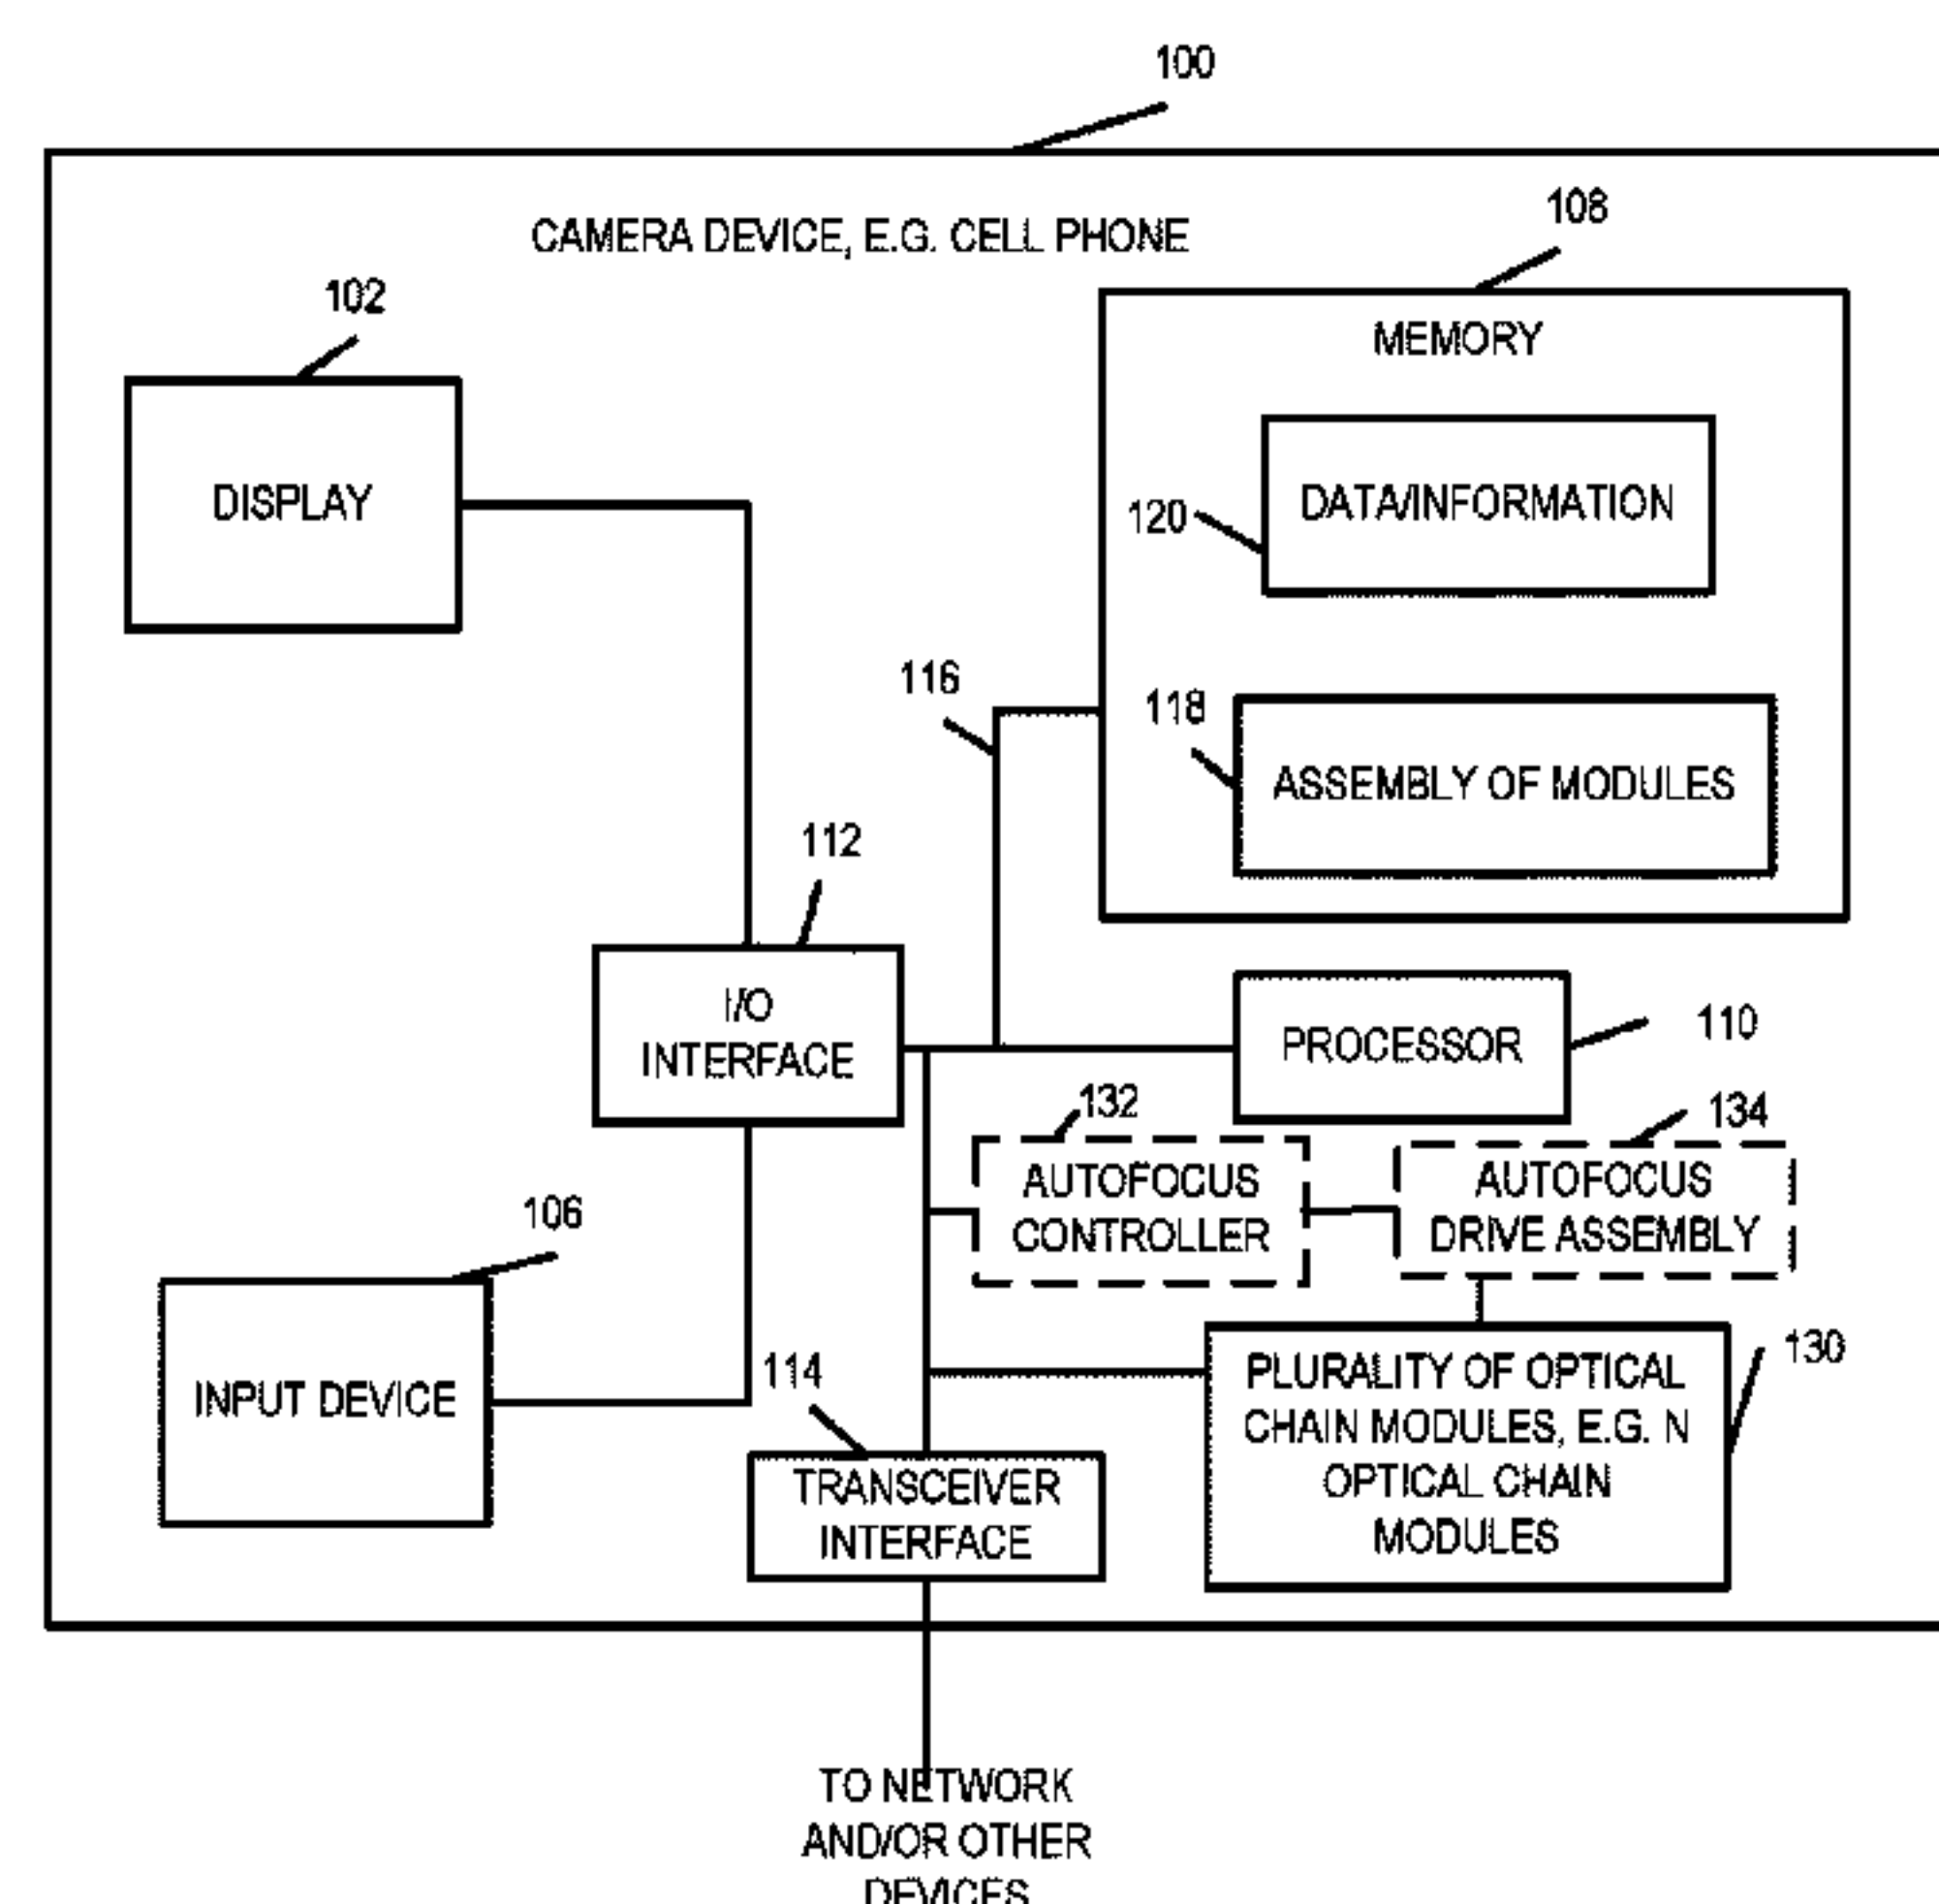 100
CAMERA DEVICE, E.G. CELL PHONE
108
102
MEMORY
DISPLAY
DATA/INFORMATION
120
116
118
ASSEMBLY OF MODULES
112
I/O
INTERFACE
PROCESSOR
110
132
134
AUTOFOCUS
CONTROLLER
AUTOFOCUS
DRIVE ASSEMBLY
106
INPUT DEVICE
114
TRANSCEIVER
INTERFACE
130
PLURALITY OF OPTICAL
CHAIN MODULES, E.G. N
OPTICAL CHAIN
MODULES
TO NETWORK
AND/OR OTHER
DEVICES